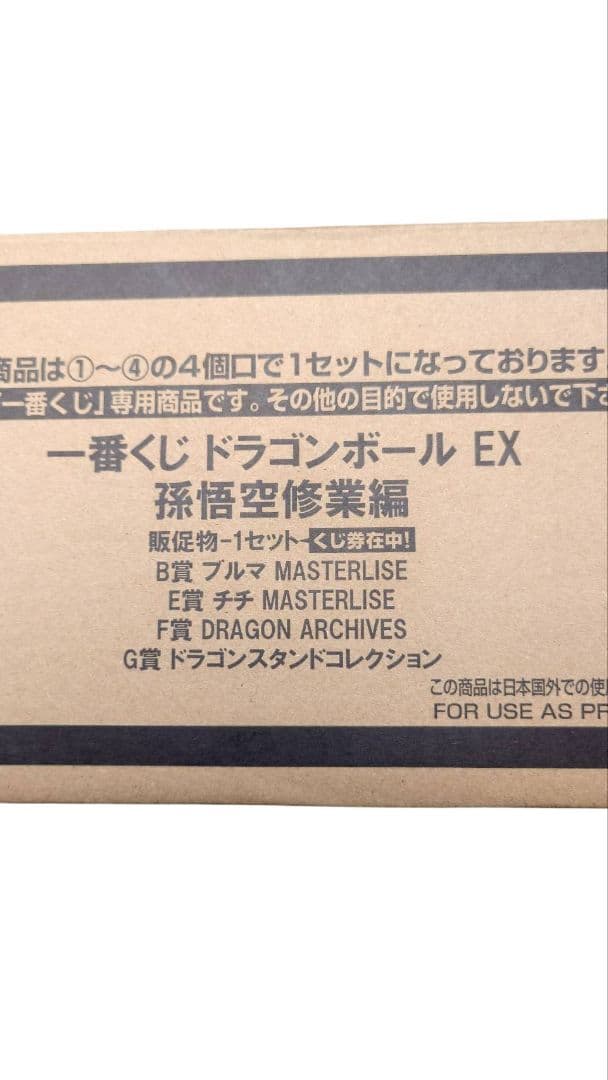 商品は①～④の4個口で1セットになっております
「一番くじ」専用商品です。その他の目的で使用しないで下さ
一番くじ ドラゴンボール EX
孫悟空修業編
販促物-1セット-くじ券在中!
B賞 ブルマ MASTERLISE
E賞 チチ MASTERLISE
F賞 DRAGON ARCHIVES
G賞 ドラゴンスタンドコレクション
この商品は日本国外での使
FOR USE AS PR